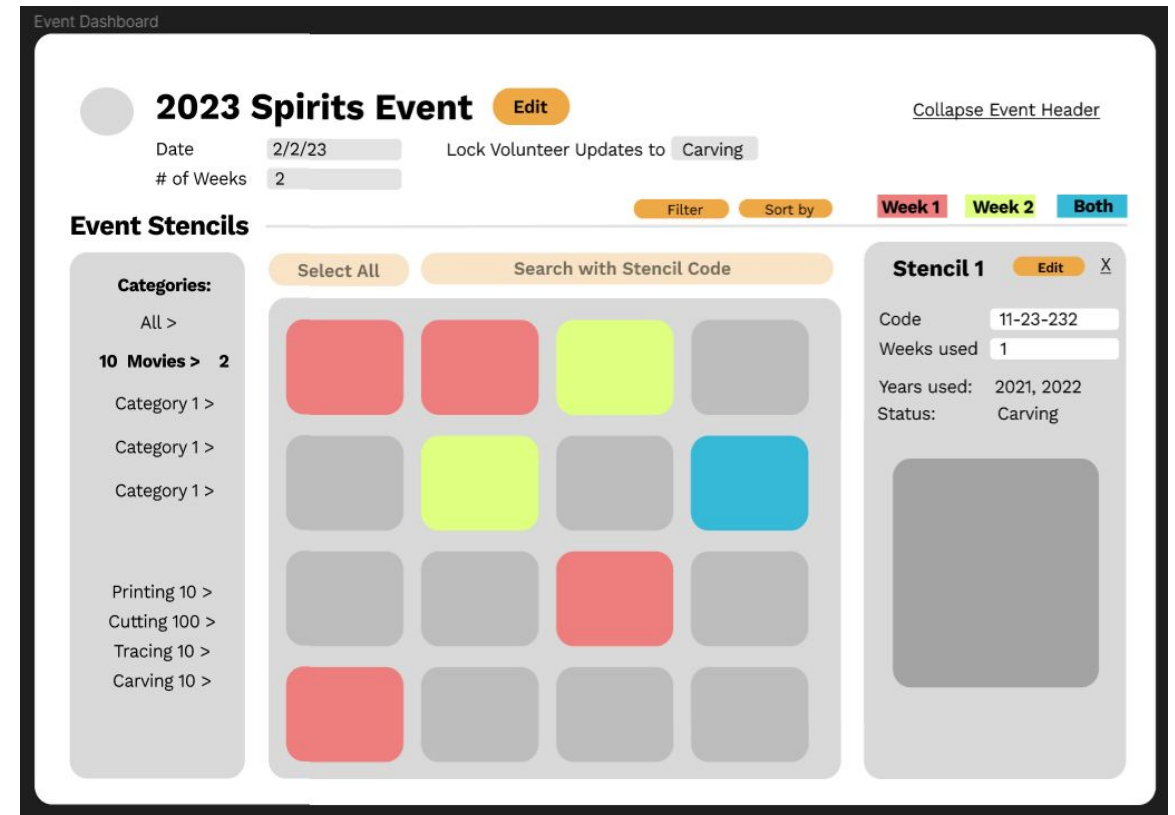 Event Dashboard
2023 Spirits Event Edit
Collapse Event Header
Date 2/2/23 Lock Volunteer Updates to Carving
# of Weeks 2
Filter Sort by Week 1 Week 2 Both
Event Stencils
Categories:
All >
10 Movies > 2
Category 1 >
Category 1 >
Category 1 >
Printing 10 >
Cutting 100 >
Tracing 10 >
Carving 10 >
Select All Search with Stencil Code
Stencil 1 Edit X
Code 11-23-232
Weeks used 1
Years used: 2021, 2022
Status: Carving